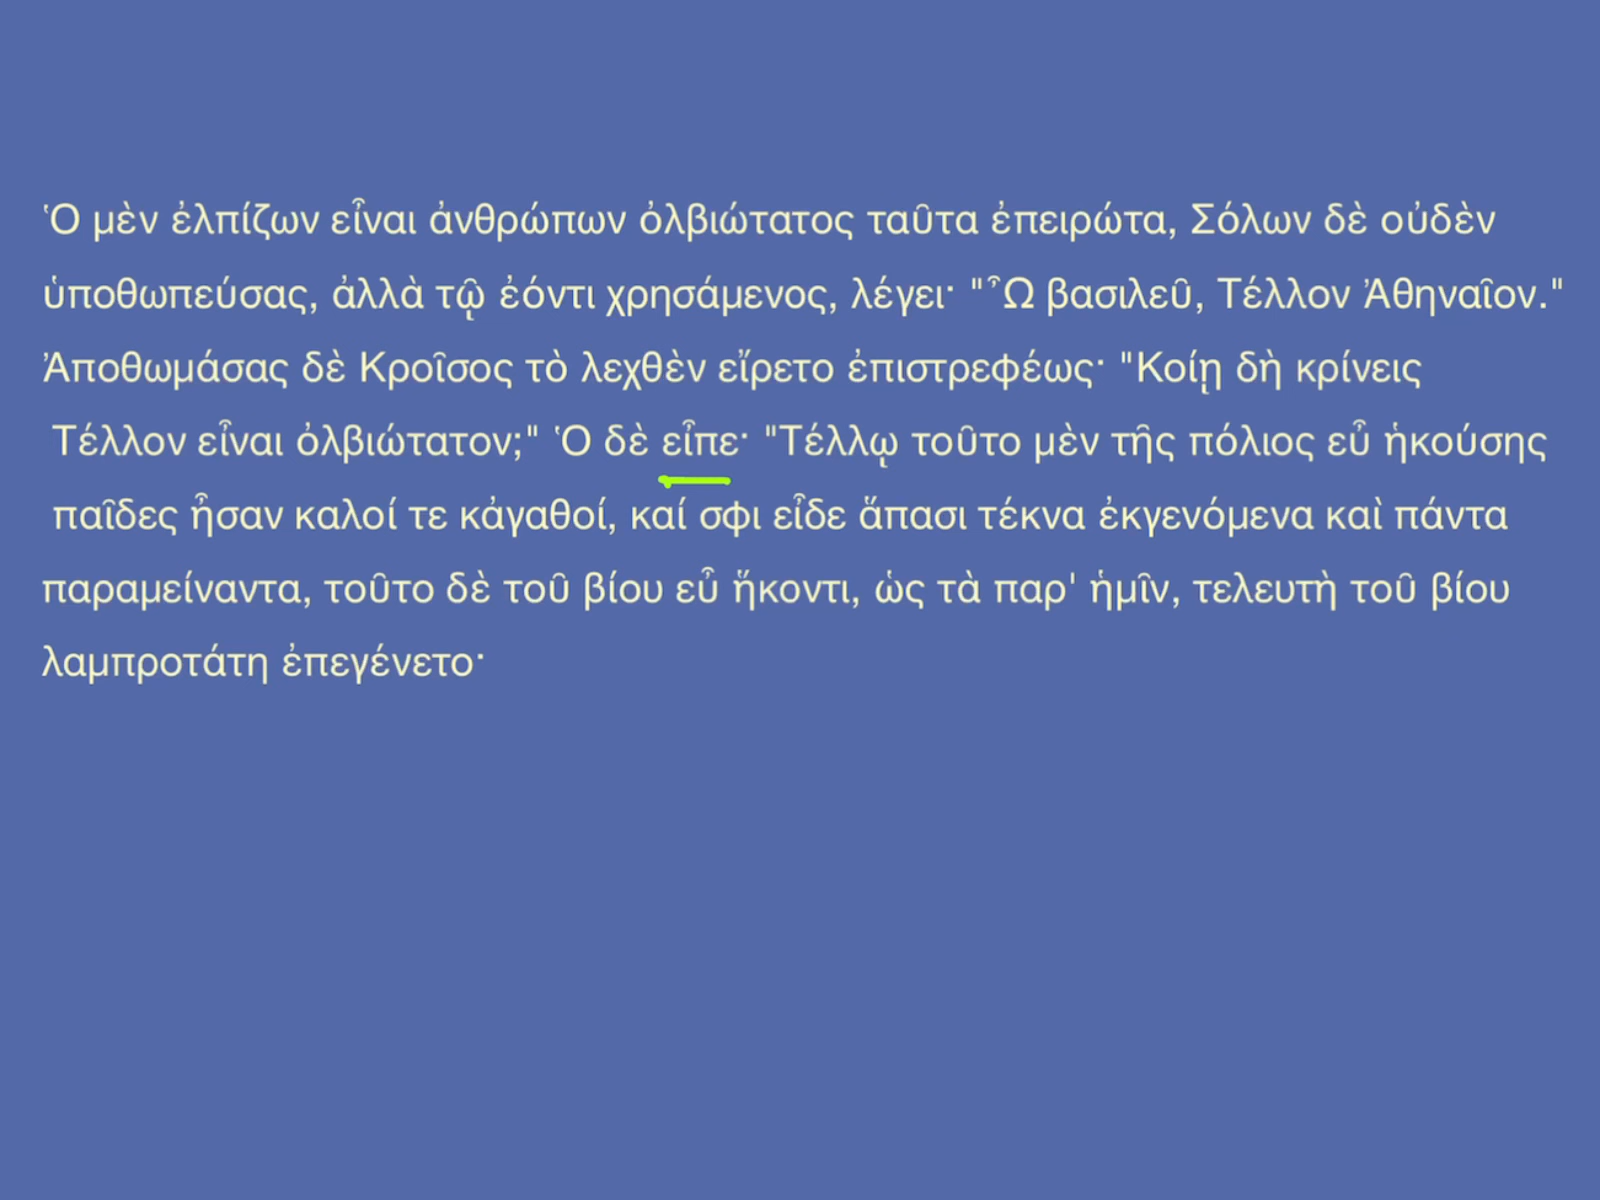 Ὁ μὲν ἐλπίζων εἶναι ἀνθρώπων ὀλβιώτατος ταῦτα ἐπειρώτα, Σόλων δὲ οὐδὲν
ὑποθωπεύσας, ἀλλὰ τῷ ἐόντι χρησάμενος, λέγει· "Ὦ βασιλεῦ, Τέλλον Ἀθηναῖον."
Ἀποθωμάσας δὲ Κροῖσος τὸ λεχθὲν εἴρετο ἐπιστρεφέως· "Κοίῃ δὴ κρίνεις
Τέλλον εἶναι ὀλβιώτατον;" Ὁ δὲ εἶπε· "Τέλλῳ τοῦτο μὲν τῆς πόλιος εὖ ἡκούσης
παῖδες ἦσαν καλοί τε κἀγαθοί, καί σφι εἶδε ἅπασι τέκνα ἐκγενόμενα καὶ πάντα
παραμείναντα, τοῦτο δὲ τοῦ βίου εὖ ἥκοντι, ὡς τὰ παρ' ἡμῖν, τελευτὴ τοῦ βίου
λαμπροτάτη ἐπεγένετο·